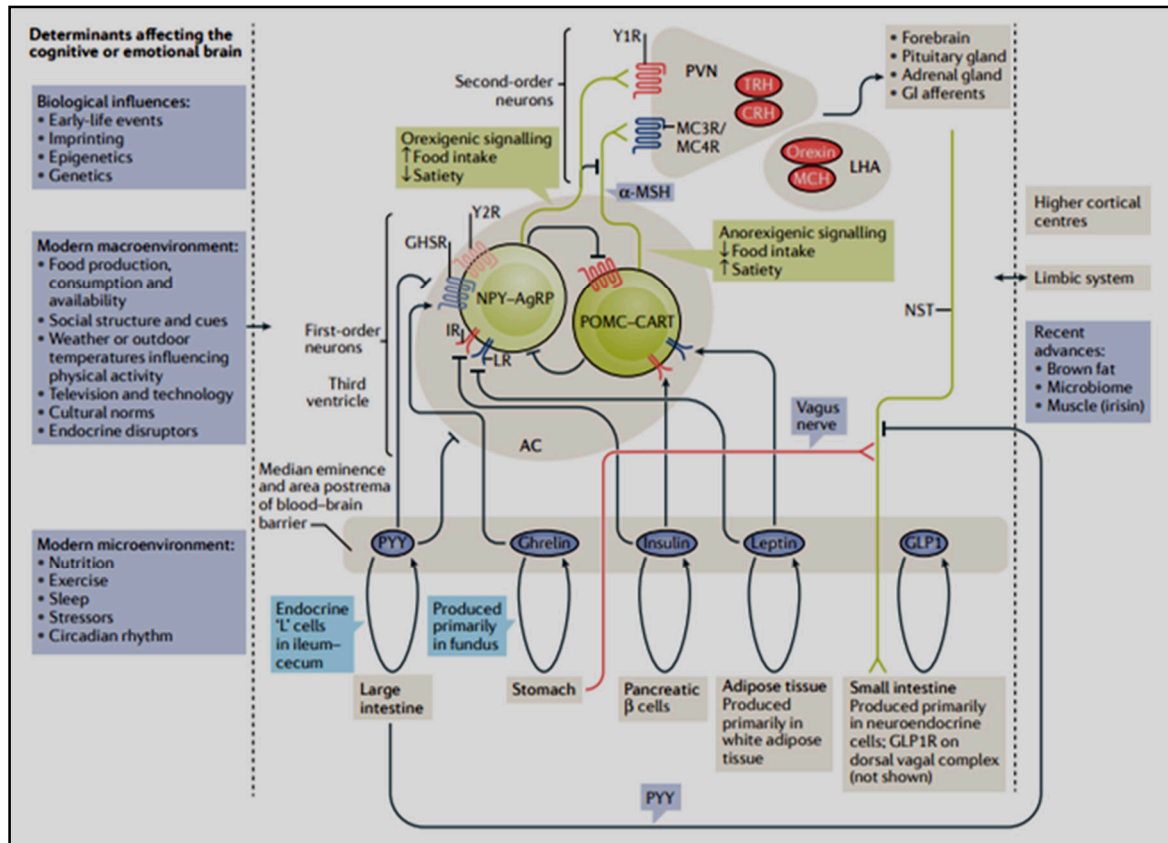 Determinants affecting the
cognitive or emotional brain
Biological influences:
• Early-life events
• Imprinting
• Epigenetics
• Genetics
Modern macroenvironment:
• Food production,
consumption and
availability
• Social structure and cues
• Weather or outdoor
temperatures influencing
physical activity
• Television and technology
• Cultural norms
• Endocrine disruptors
Modern microenvironment:
• Nutrition
• Exercise
• Sleep
• Stressors
• Circadian rhythm
Second-order
neurons
Y1R
PVN
TRH
CRH
MC3R/
MC4R
Orexin
MCH
LHA
• Forebrain
• Pituitary gland
• Adrenal gland
• GI afferents
Orexigenic signalling
↑Food intake
↓Satiety
α-MSH
Anorexigenic signalling
↓Food intake
↑Satiety
First-order
neurons
Third
ventricle
Y2R
GHSR
NPY–AgRP
POMC–CART
IR
LR
AC
Median eminence
and area postrema
of blood–brain
barrier
Vagus
nerve
NST
Higher cortical
centres
Limbic system
Recent
advances:
• Brown fat
• Microbiome
• Muscle (irisin)
PYY
Ghrelin
Insulin
Leptin
GLP1
Endocrine
'L' cells
in ileum–
cecum
Produced
primarily
in fundus
Large
intestine
Stomach
Pancreatic
β cells
Adipose tissue
Produced
primarily in
white adipose
tissue
Small intestine
Produced primarily
in neuroendocrine
cells; GLP1R on
dorsal vagal complex
(not shown)
PYY